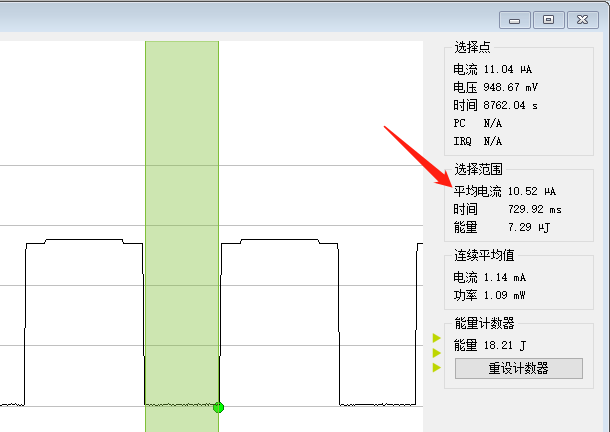 选择点
电流 11.04 µA
电压 948.67 mV
时间 8762.04 s
PC N/A
IRQ N/A
选择范围
平均电流 10.52 µA
时间 729.92 ms
能量 7.29 µJ
连续平均值
电流 1.14 mA
功率 1.09 mW
能量计数器
能量 18.21 J
重设计数器